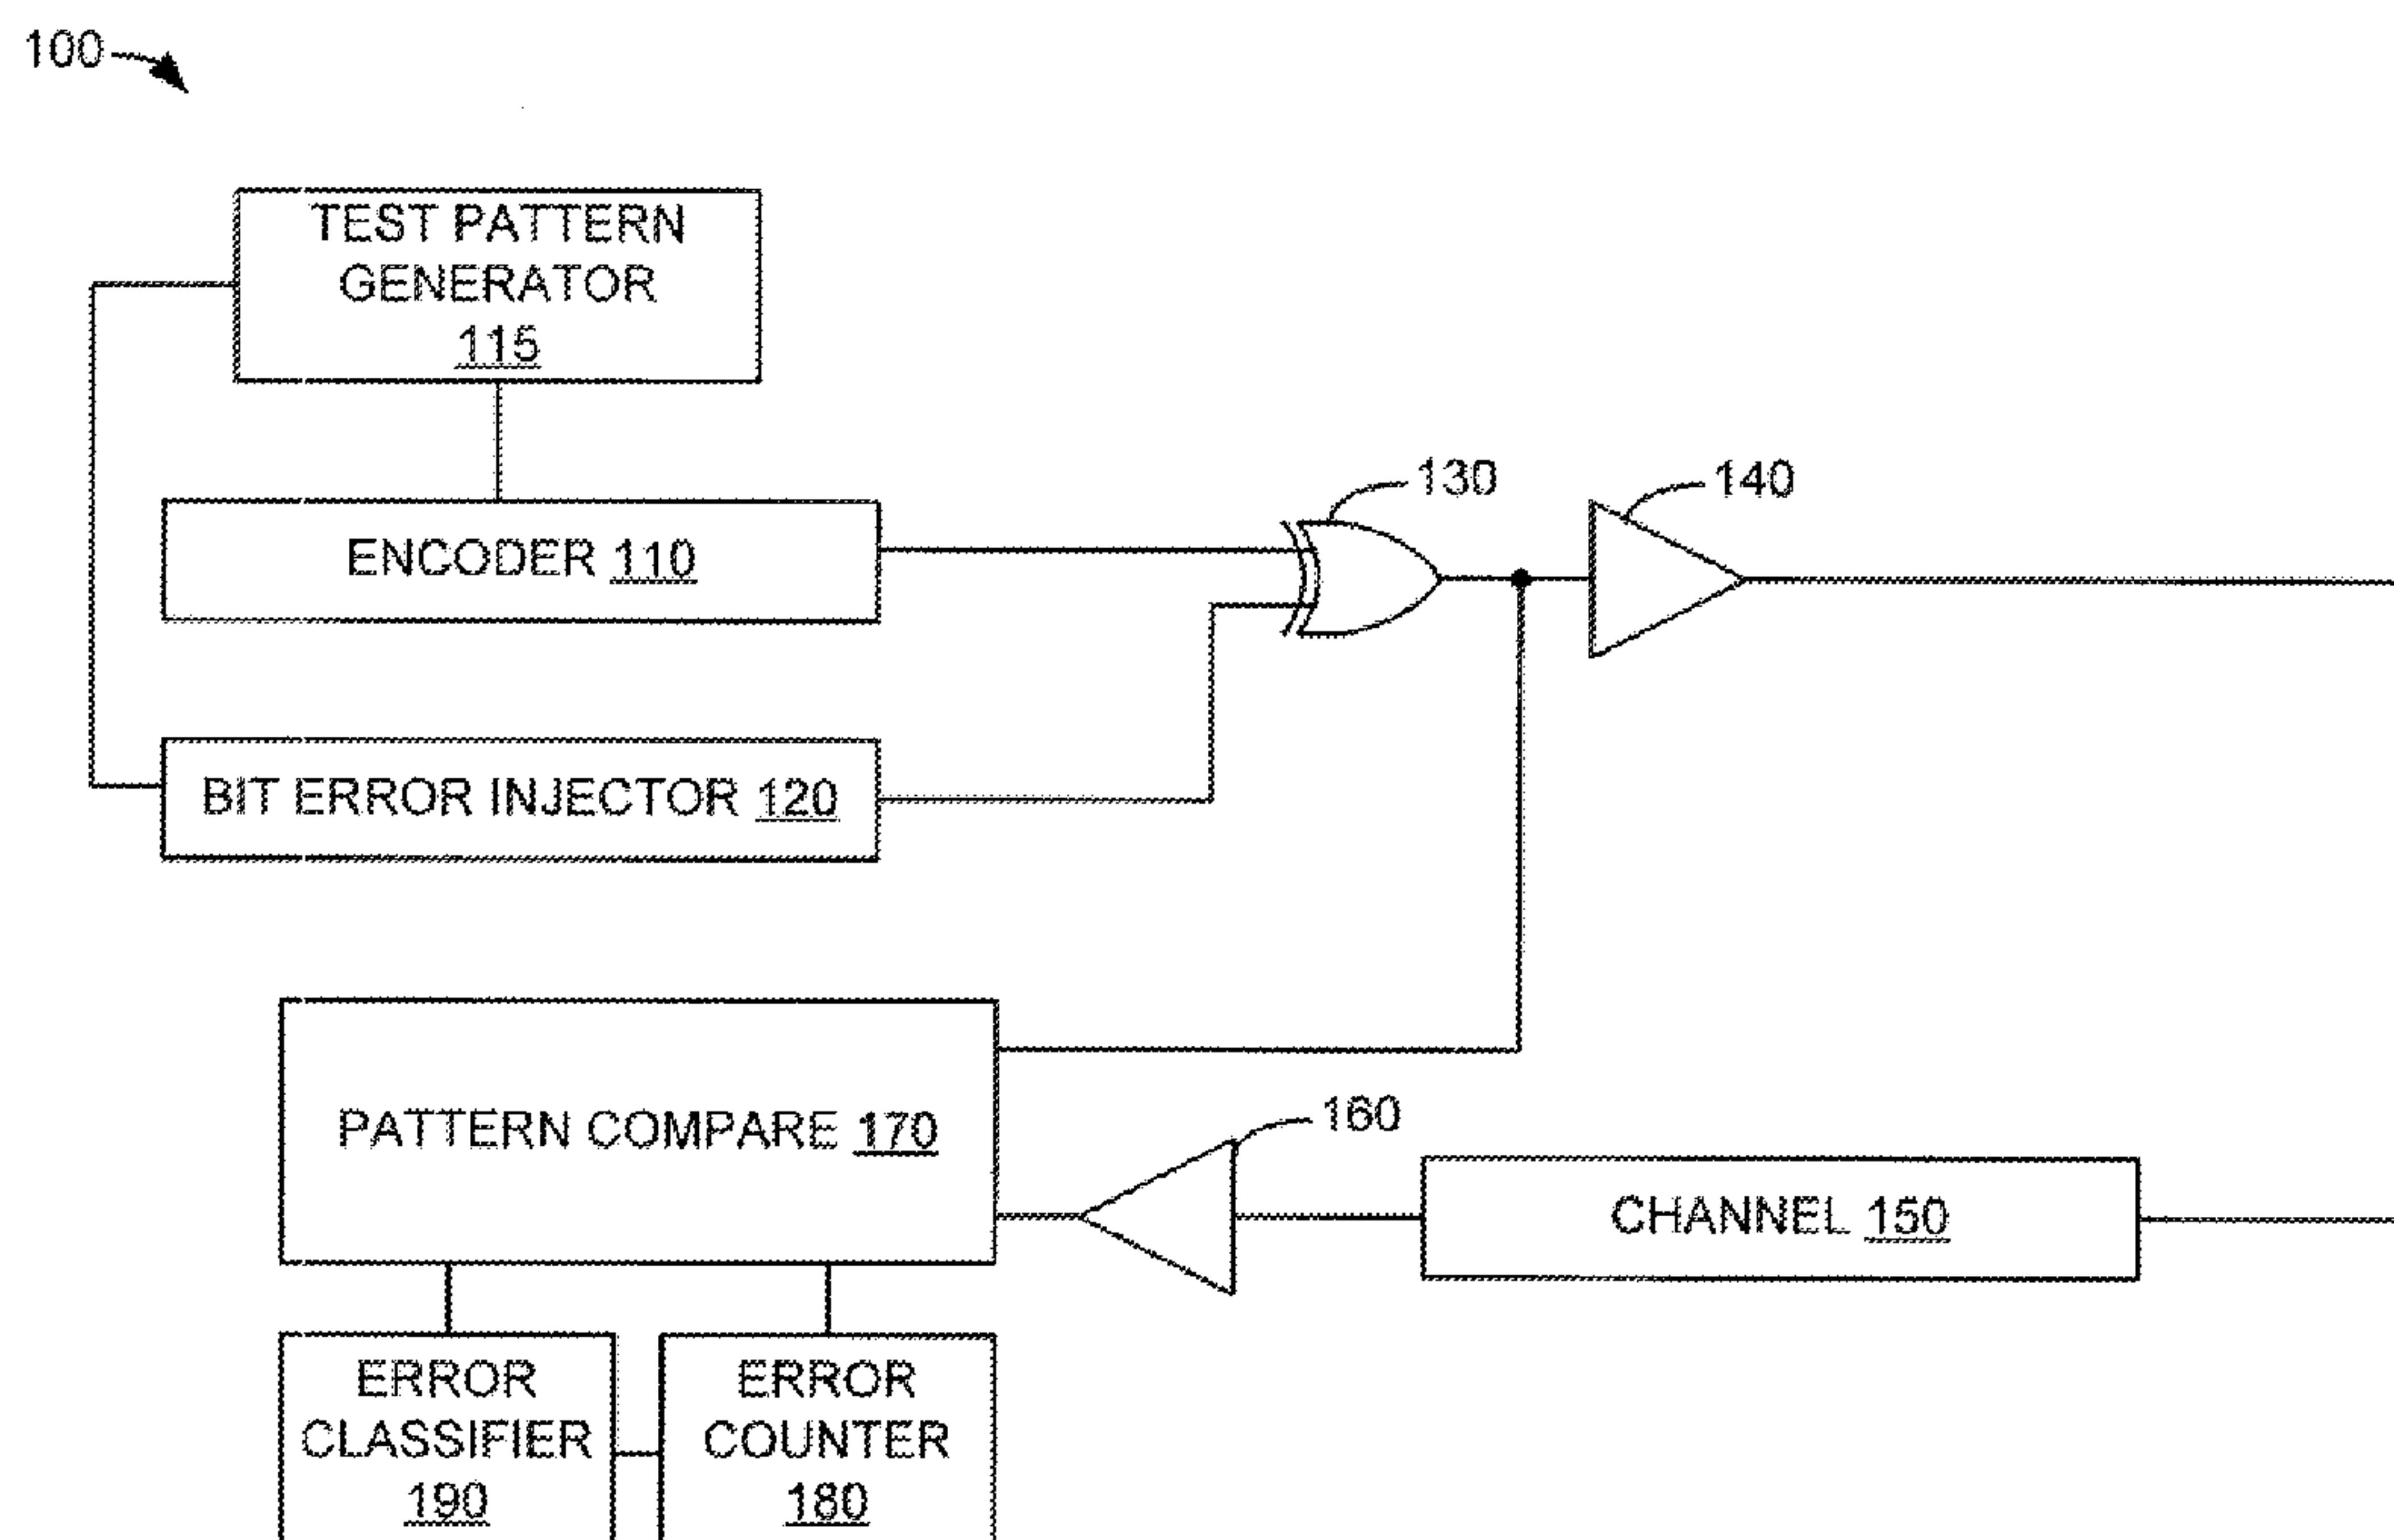 100
TEST PATTERN
GENERATOR
115
130
140
ENCODER 110
BIT ERROR INJECTOR 120
160
PATTERN COMPARE 170
CHANNEL 150
ERROR
CLASSIFIER
190
ERROR
COUNTER
180